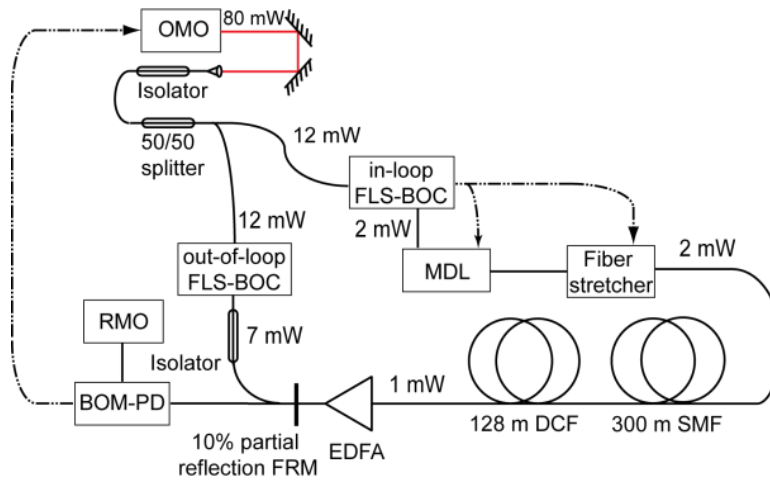 OMO
80 mW
Isolator
50/50
splitter
12 mW
in-loop
FLS-BOC
12 mW
2 mW
MDL
Fiber
stretcher
2 mW
out-of-loop
FLS-BOC
RMO
Isolator
7 mW
BOM-PD
1 mW
10% partial
reflection FRM
EDFA
128 m DCF
300 m SMF